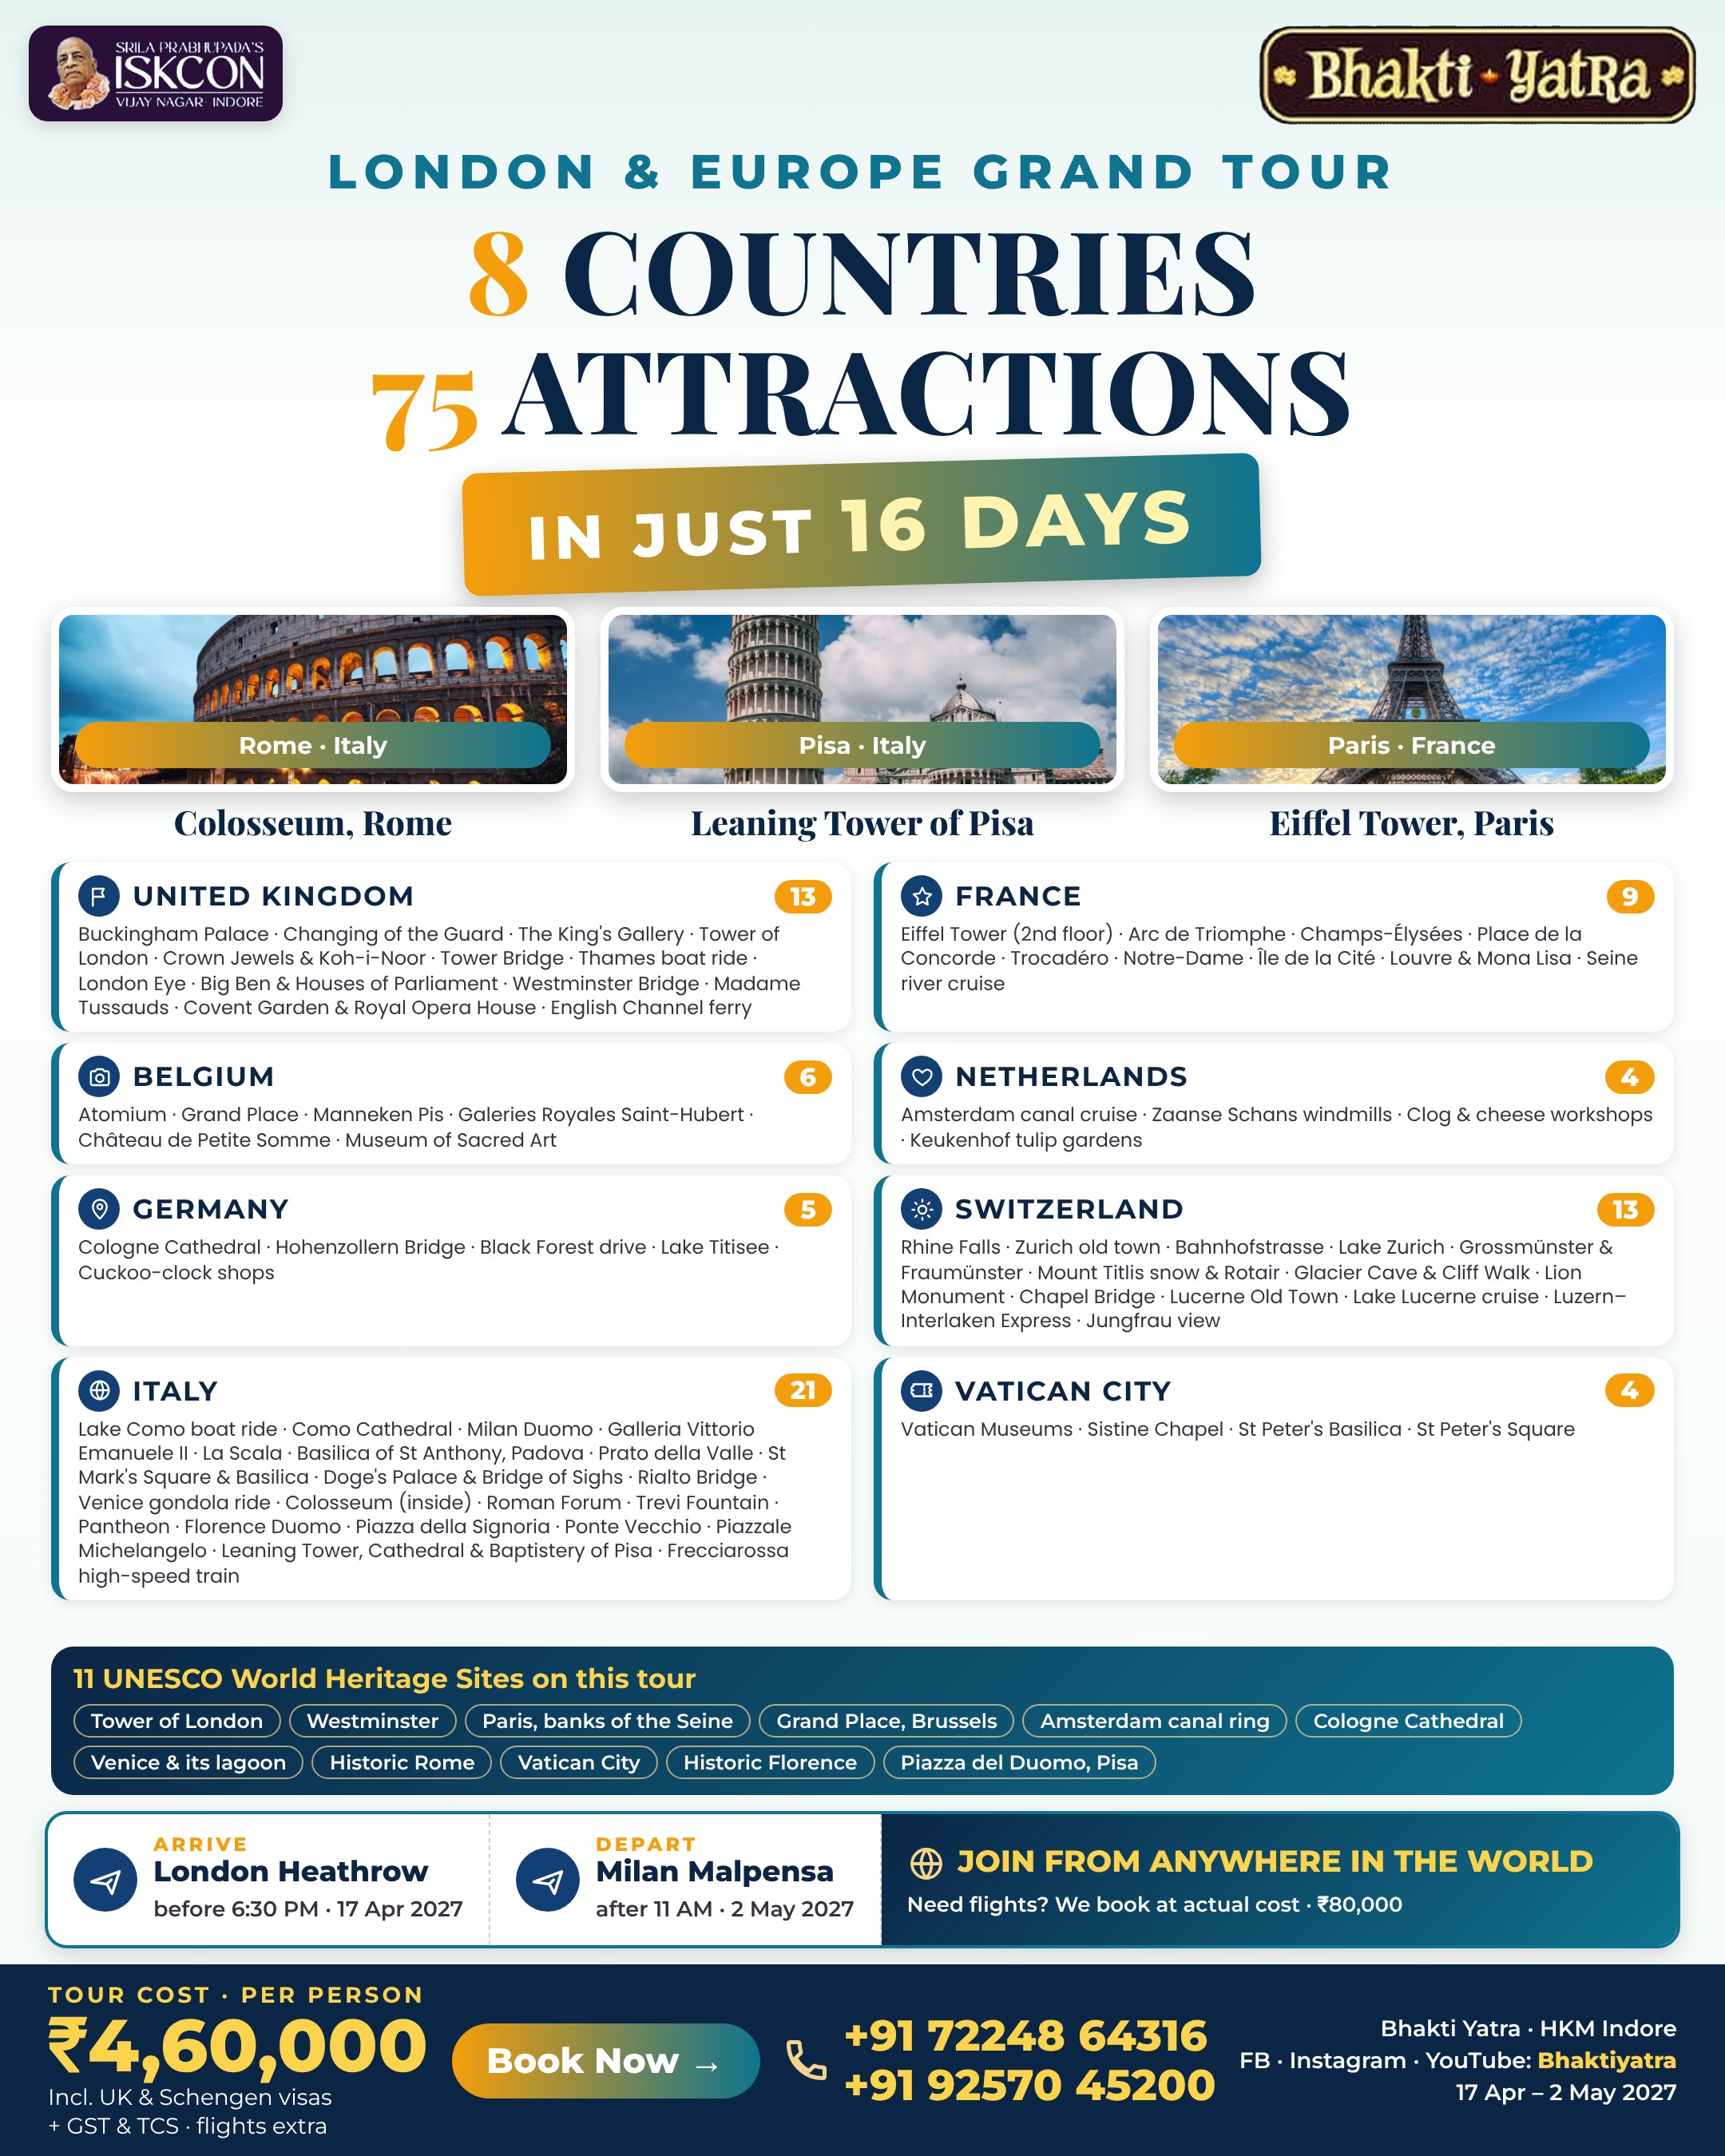 SRILA PRABHUPADA'S
ISKCON
VIJAY NAGAR· INDORE
Bhakti · Yatra
LONDON & EUROPE GRAND TOUR
8 COUNTRIES
75 ATTRACTIONS
IN JUST 16 DAYS
Rome · Italy
Pisa · Italy
Paris · France
Colosseum, Rome
Leaning Tower of Pisa
Eiffel Tower, Paris
UNITED KINGDOM 13
Buckingham Palace · Changing of the Guard · The King's Gallery · Tower of
London · Crown Jewels & Koh-i-Noor · Tower Bridge · Thames boat ride ·
London Eye · Big Ben & Houses of Parliament · Westminster Bridge · Madame
Tussauds · Covent Garden & Royal Opera House · English Channel ferry
FRANCE 9
Eiffel Tower (2nd floor) · Arc de Triomphe · Champs-Élysées · Place de la
Concorde · Trocadéro · Notre-Dame · Île de la Cité · Louvre & Mona Lisa · Seine
river cruise
BELGIUM 6
Atomium · Grand Place · Manneken Pis · Galeries Royales Saint-Hubert ·
Château de Petite Somme · Museum of Sacred Art
NETHERLANDS 4
Amsterdam canal cruise · Zaanse Schans windmills · Clog & cheese workshops
· Keukenhof tulip gardens
GERMANY 5
Cologne Cathedral · Hohenzollern Bridge · Black Forest drive · Lake Titisee ·
Cuckoo-clock shops
SWITZERLAND 13
Rhine Falls · Zurich old town · Bahnhofstrasse · Lake Zurich · Grossmünster &
Fraumünster · Mount Titlis snow & Rotair · Glacier Cave & Cliff Walk · Lion
Monument · Chapel Bridge · Lucerne Old Town · Lake Lucerne cruise · Luzern–
Interlaken Express · Jungfrau view
ITALY 21
Lake Como boat ride · Como Cathedral · Milan Duomo · Galleria Vittorio
Emanuele II · La Scala · Basilica of St Anthony, Padova · Prato della Valle · St
Mark's Square & Basilica · Doge's Palace & Bridge of Sighs · Rialto Bridge ·
Venice gondola ride · Colosseum (inside) · Roman Forum · Trevi Fountain ·
Pantheon · Florence Duomo · Piazza della Signoria · Ponte Vecchio · Piazzale
Michelangelo · Leaning Tower, Cathedral & Baptistery of Pisa · Frecciarossa
high-speed train
VATICAN CITY 4
Vatican Museums · Sistine Chapel · St Peter's Basilica · St Peter's Square
11 UNESCO World Heritage Sites on this tour
Tower of London Westminster Paris, banks of the Seine Grand Place, Brussels Amsterdam canal ring Cologne Cathedral
Venice & its lagoon Historic Rome Vatican City Historic Florence Piazza del Duomo, Pisa
ARRIVE
London Heathrow
before 6:30 PM · 17 Apr 2027
DEPART
Milan Malpensa
after 11 AM · 2 May 2027
JOIN FROM ANYWHERE IN THE WORLD
Need flights? We book at actual cost · ₹80,000
TOUR COST · PER PERSON
₹4,60,000
Incl. UK & Schengen visas
+ GST & TCS · flights extra
Book Now →
+91 72248 64316
+91 92570 45200
Bhakti Yatra · HKM Indore
FB · Instagram · YouTube: Bhaktiyatra
17 Apr – 2 May 2027